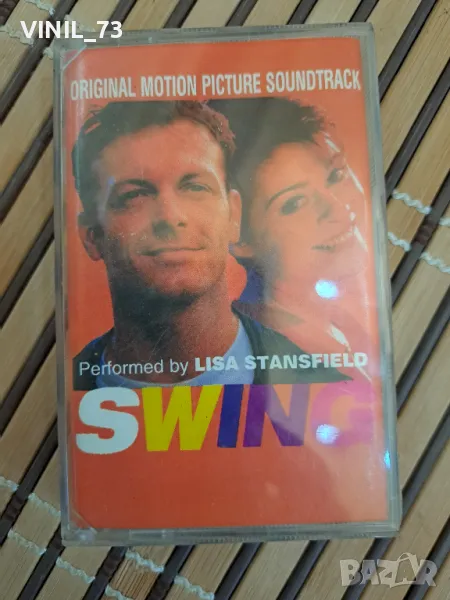 VINIL_73
ORIGINAL MOTION PICTURE SOUNDTRACK
Performed by LISA STANSFIELD
SWING
BAZAR